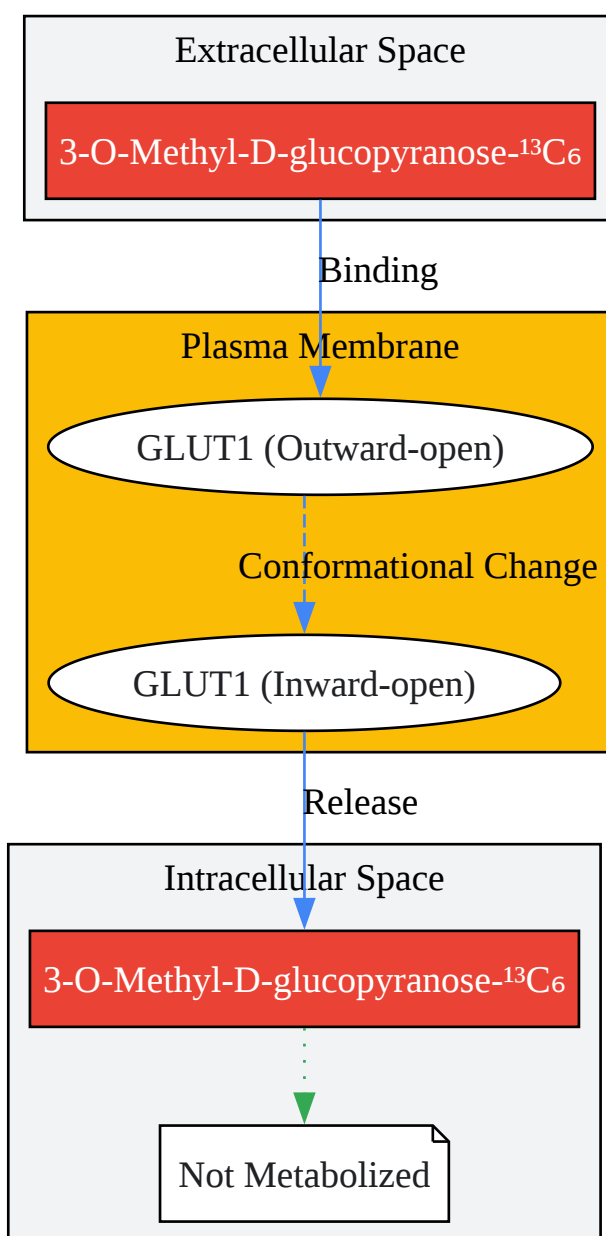 Extracellular Space
3-O-Methyl-D-glucopyranose-¹³C₆
Binding
Plasma Membrane
GLUT1 (Outward-open)
Conformational Change
GLUT1 (Inward-open)
Release
Intracellular Space
3-O-Methyl-D-glucopyranose-¹³C₆
Not Metabolized